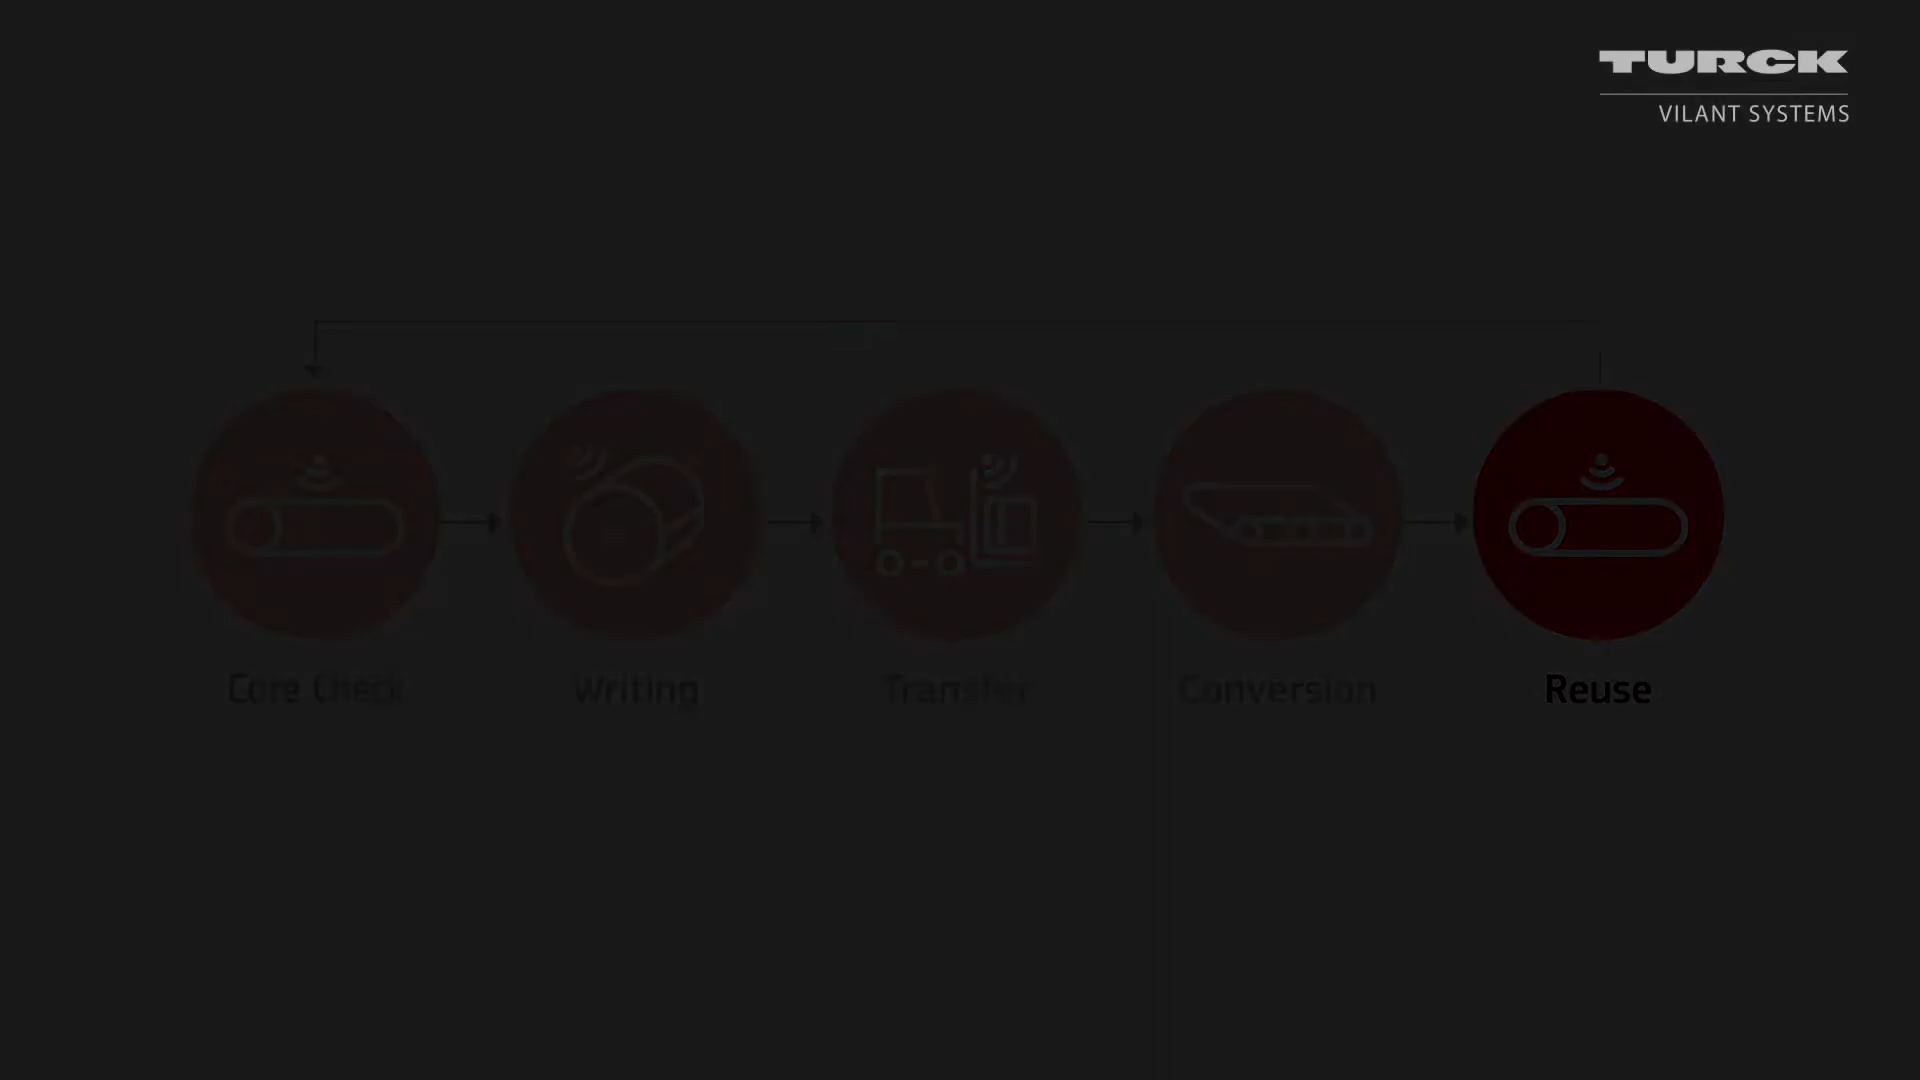 TURCK
VILANT SYSTEMS
Core Check
Writing
Transfer
Conversion
Reuse